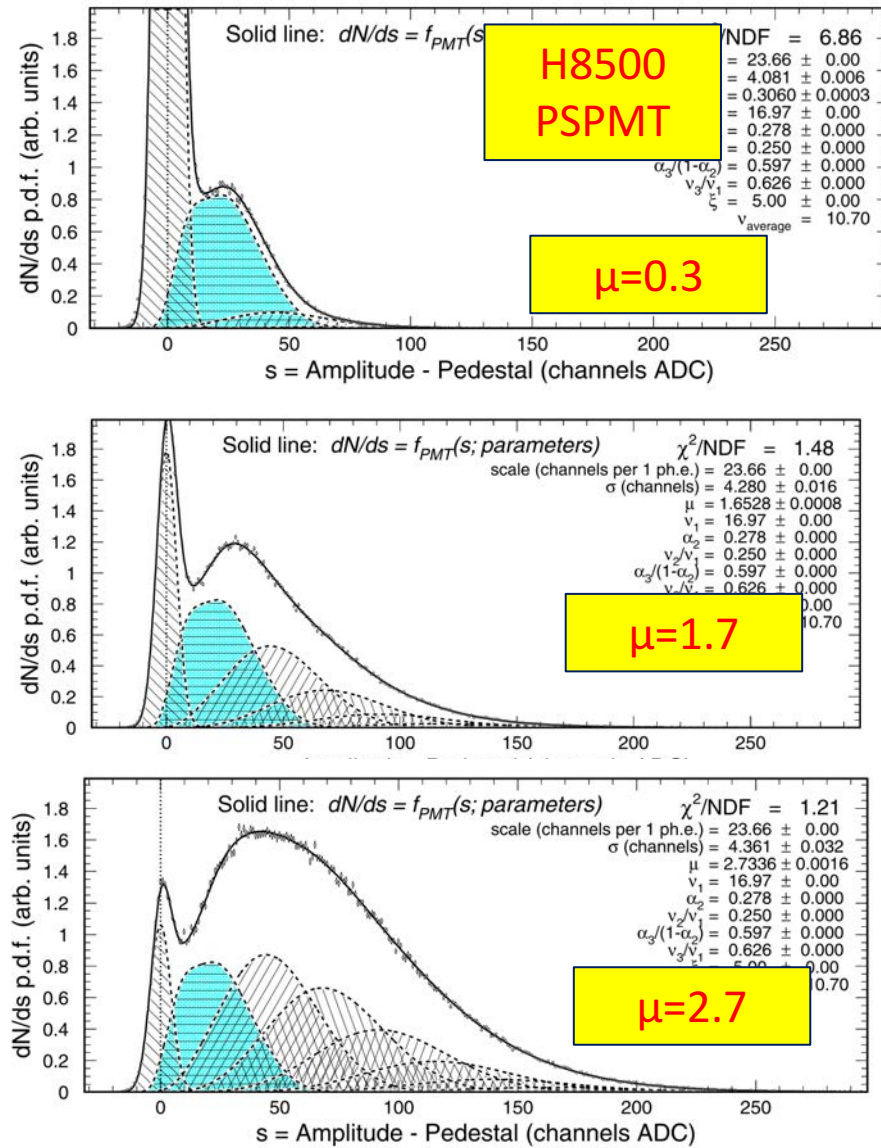 Solid line: dN/ds = f_PMT(s
/NDF = 6.86
H8500
PSPMT
= 23.66 ± 0.00
= 4.081 ± 0.006
= 0.3060 ± 0.0003
= 16.97 ± 0.00
= 0.278 ± 0.000
= 0.250 ± 0.000
α₃/(1-α₂) = 0.597 ± 0.000
ν₃/ν₁ = 0.626 ± 0.000
ξ = 5.00 ± 0.00
ν_average = 10.70
μ=0.3
dN/ds p.d.f. (arb. units)
1.8
1.6
1.4
1.2
1
0.8
0.6
0.4
0.2
0
0 50 100 150 200 250
s = Amplitude - Pedestal (channels ADC)
Solid line: dN/ds = f_PMT(s; parameters)
χ²/NDF = 1.48
scale (channels per 1 ph.e.) = 23.66 ± 0.00
σ (channels) = 4.280 ± 0.016
μ = 1.6528 ± 0.0008
ν₁ = 16.97 ± 0.00
α₂ = 0.278 ± 0.000
ν₂/ν₁ = 0.250 ± 0.000
α₃/(1-α₂) = 0.597 ± 0.000
= 0.626 ± 0.000
0.00
10.70
μ=1.7
dN/ds p.d.f. (arb. units)
1.8
1.6
1.4
1.2
1
0.8
0.6
0.4
0.2
0
0 50 100 150 200 250
Solid line: dN/ds = f_PMT(s; parameters)
χ²/NDF = 1.21
scale (channels per 1 ph.e.) = 23.66 ± 0.00
σ (channels) = 4.361 ± 0.032
μ = 2.7336 ± 0.0016
ν₁ = 16.97 ± 0.00
α₂ = 0.278 ± 0.000
ν₂/ν₁ = 0.250 ± 0.000
α₃/(1-α₂) = 0.597 ± 0.000
ν₃/ν₁ = 0.626 ± 0.000
0.00
10.70
μ=2.7
dN/ds p.d.f. (arb. units)
1.8
1.6
1.4
1.2
1
0.8
0.6
0.4
0.2
0
0 50 100 150 200 250
s = Amplitude - Pedestal (channels ADC)